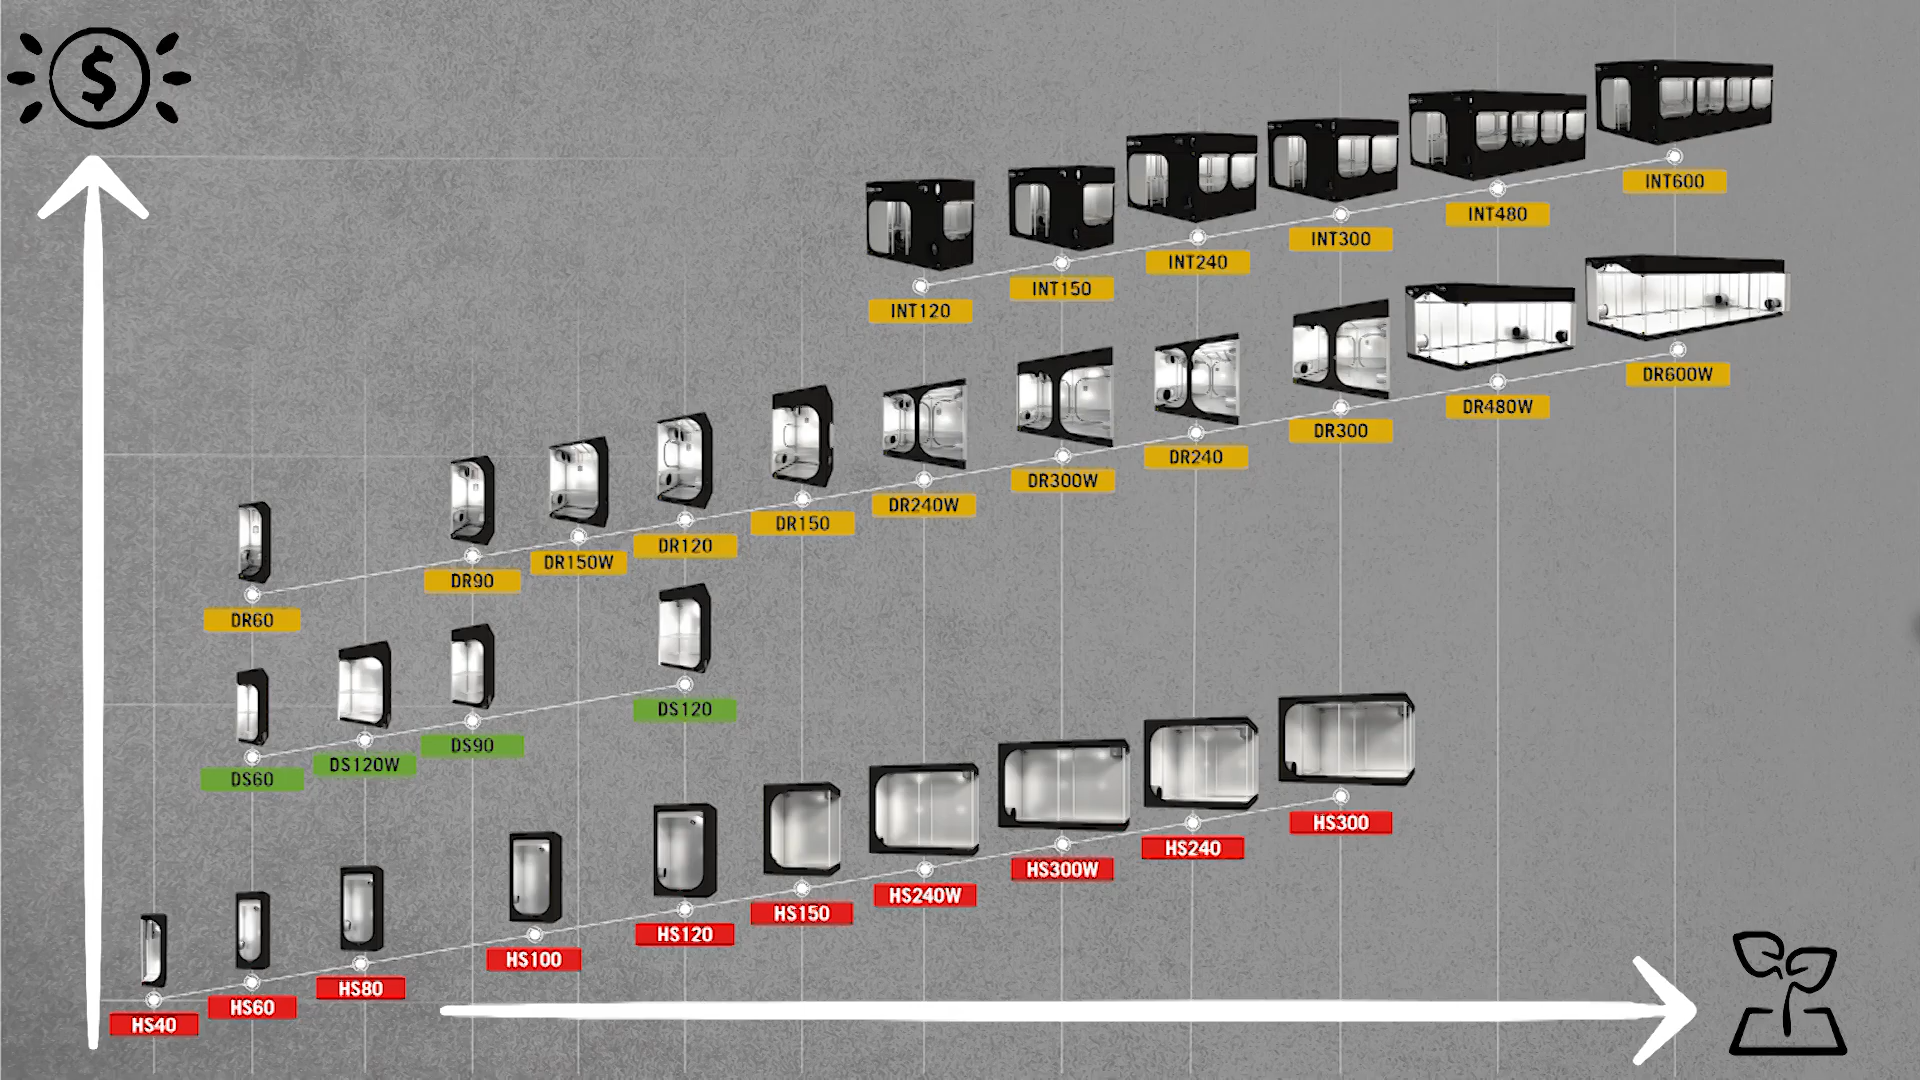 $
INT600
INT480
INT300
INT240
INT150
INT120
DR600W
DR480W
DR300
DR240
DR300W
DR240W
DR150
DR120
DR150W
DR90
DR60
DS120
DS90
DS120W
DS60
HS300
HS240
HS300W
HS240W
HS150
HS120
HS100
HS80
HS60
HS40